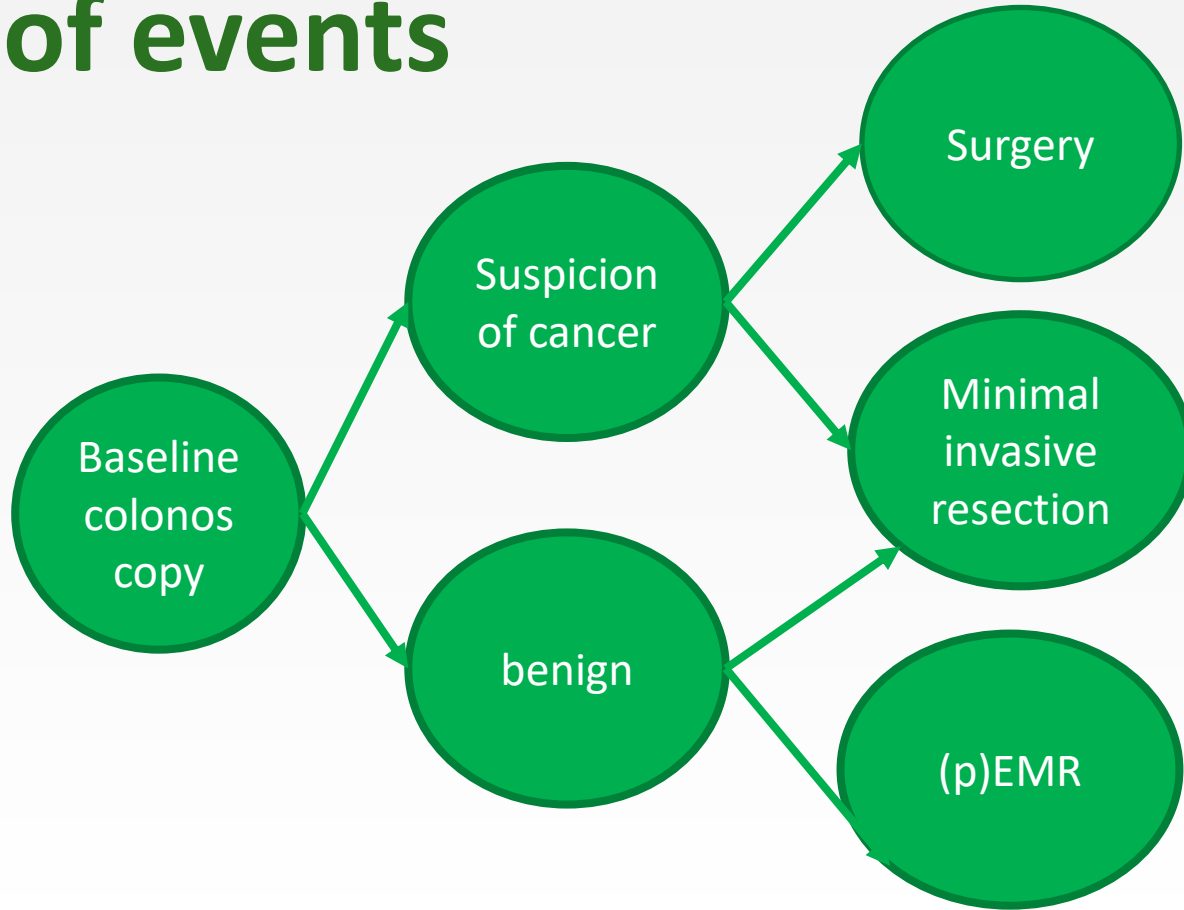 of events
Surgery
Suspicion
of cancer
Minimal
invasive
resection
Baseline
colonos
copy
benign
(p)EMR